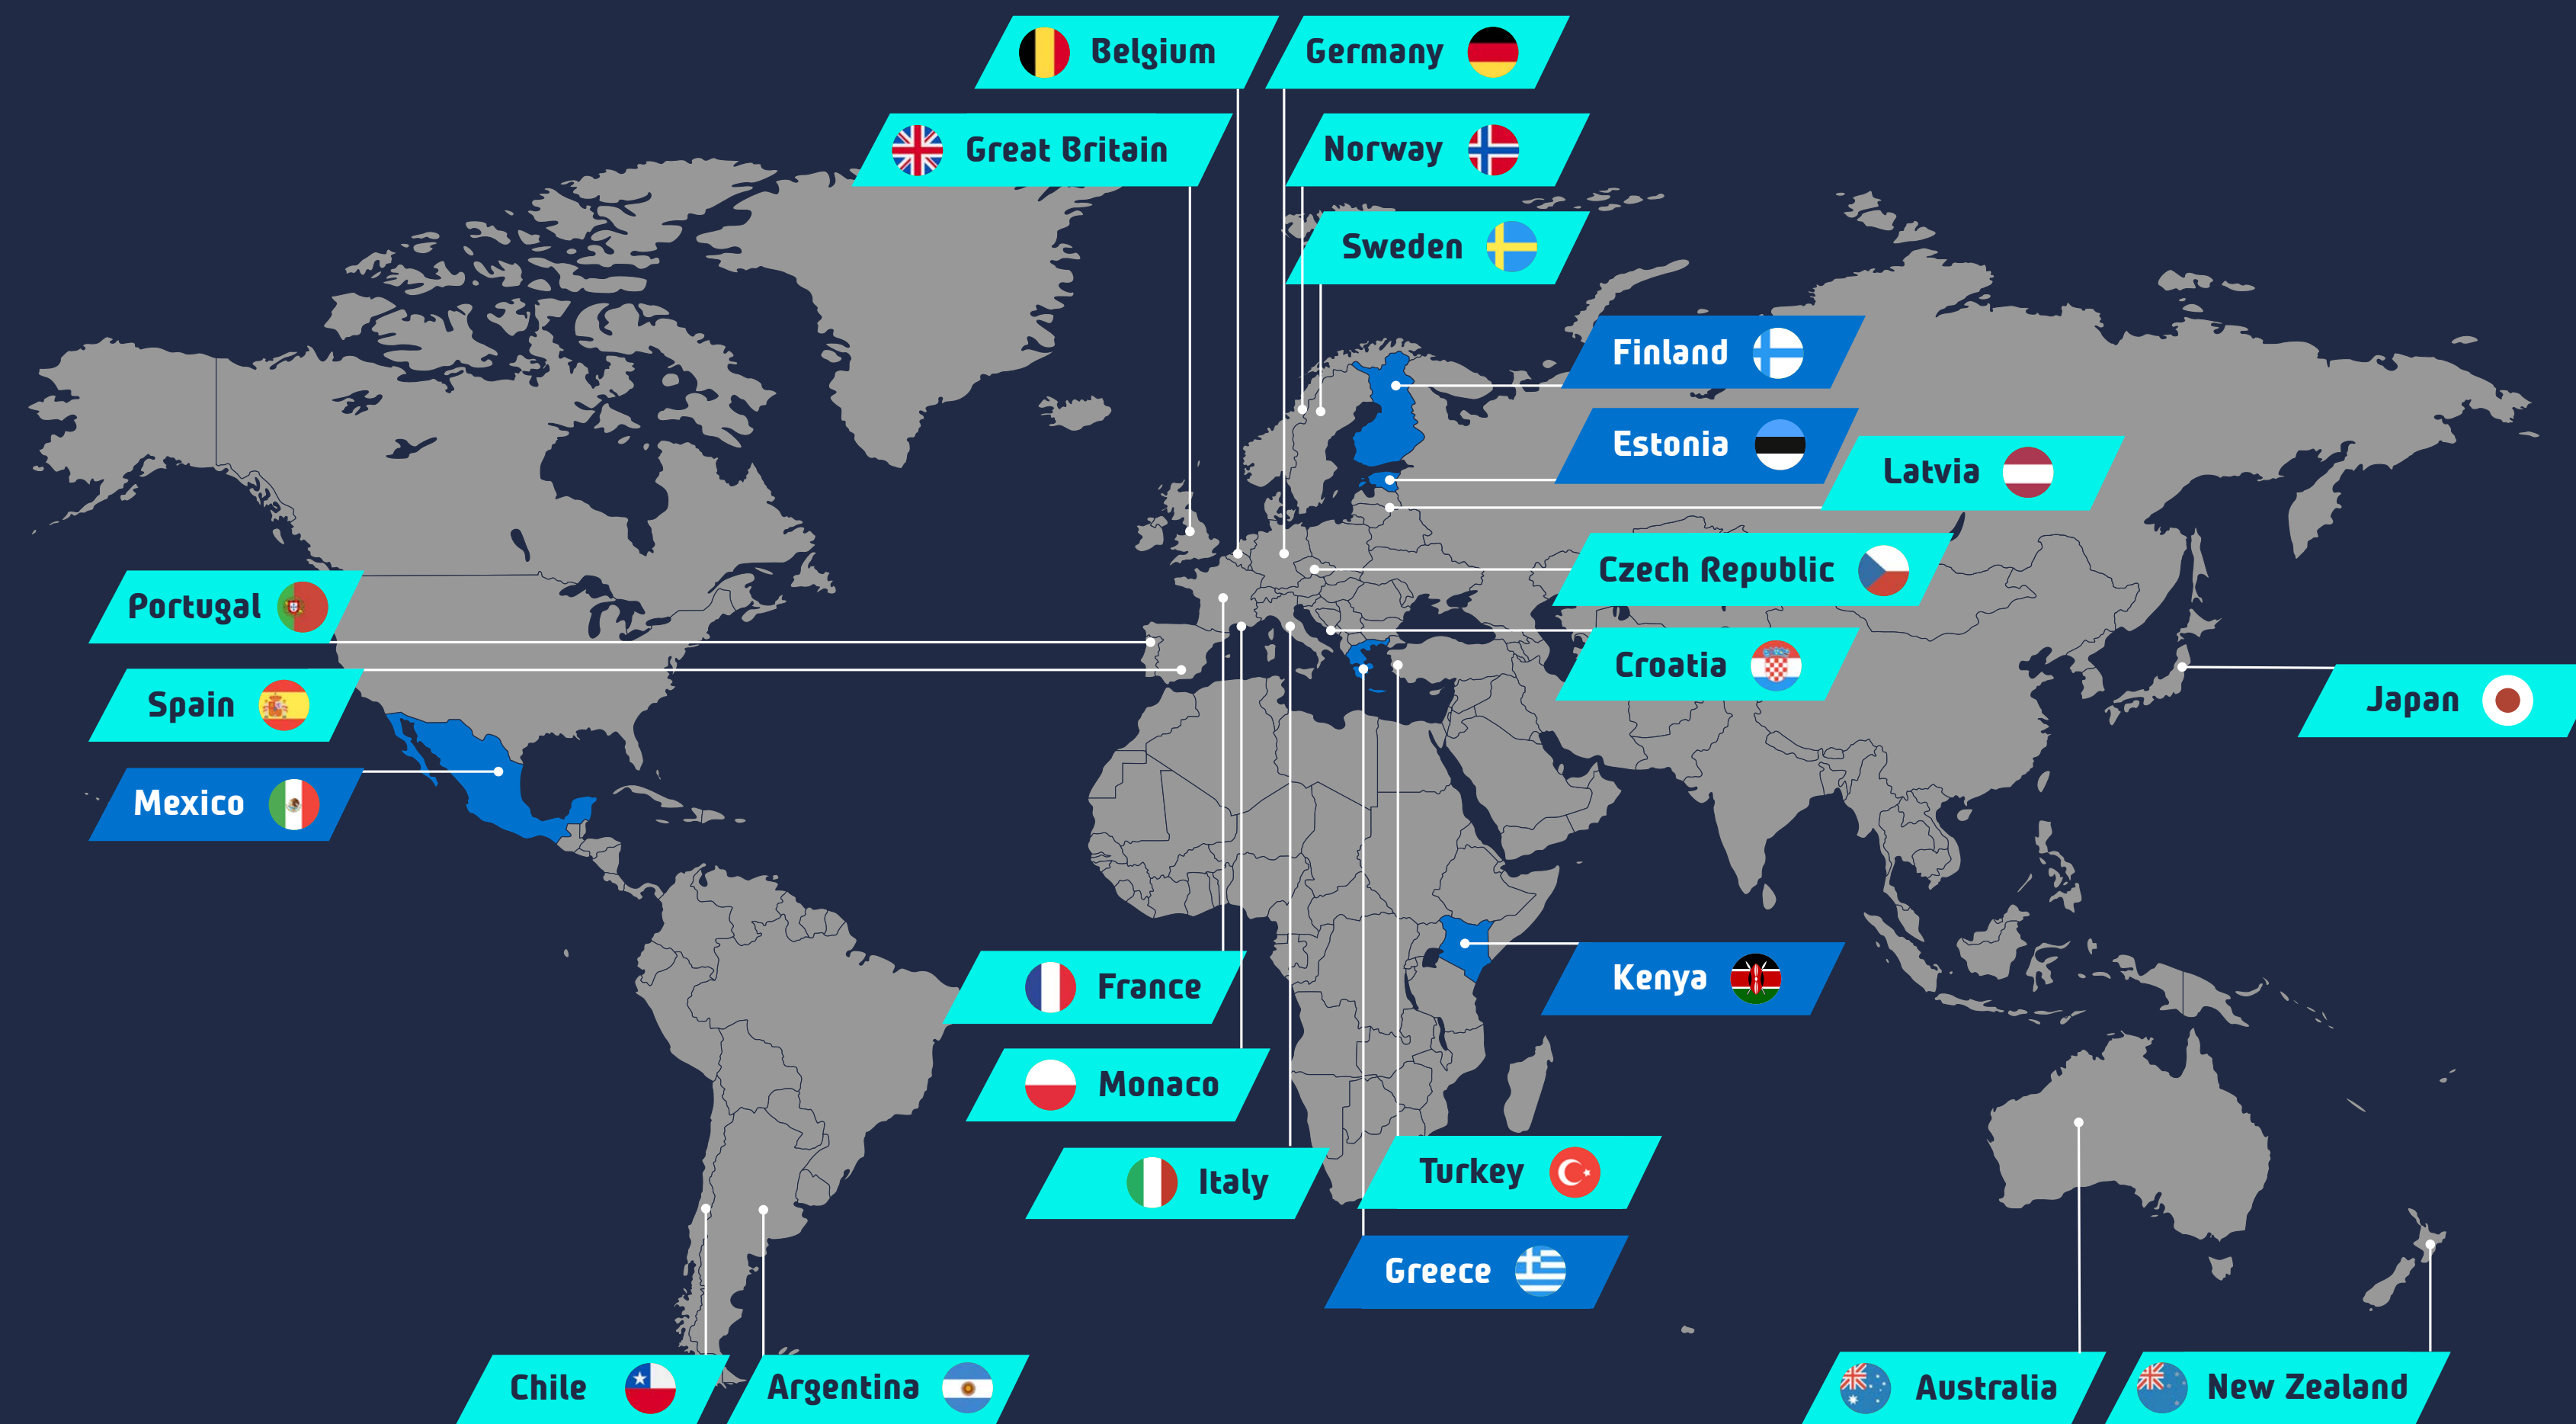 Belgium
Germany
Great Britain
Norway
Sweden
Finland
Estonia
Latvia
Czech Republic
Portugal
Croatia
Spain
Japan
Mexico
Kenya
France
Monaco
Turkey
Italy
Greece
Chile
Argentina
Australia
New Zealand